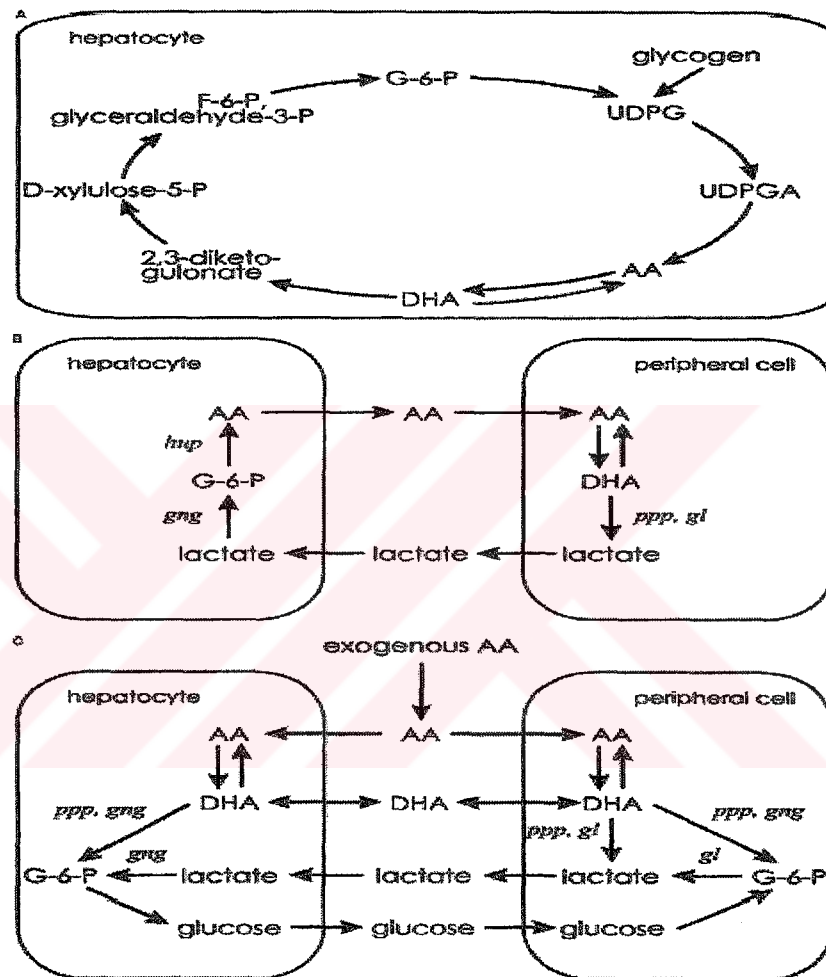 A
hepatocyte
G-6-P
glycogen
F-6-P,
glyceraldehyde-3-P
UDPG
D-xylulose-5-P
UDPGA
2,3-diketo-
gulonate
AA
DHA
B
hepatocyte
peripheral cell
AA
AA
AA
hup
G-6-P
DHA
gng
ppp, gl
lactate
lactate
lactate
C
exogenous AA
hepatocyte
peripheral cell
AA
AA
AA
ppp, gng
DHA
DHA
DHA
ppp, gng
gng
ppp, gl
gl
G-6-P
lactate
lactate
lactate
G-6-P
glucose
glucose
glucose